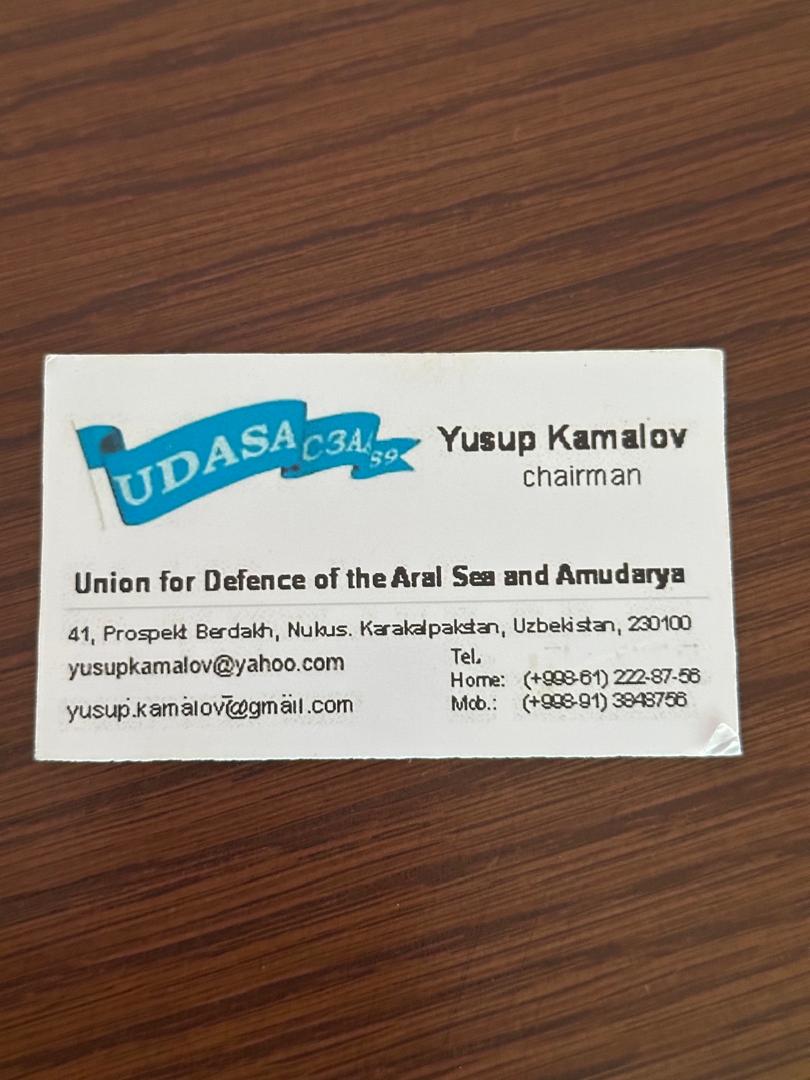 UDASA СЗАА 89
Yusup Kamalov
chairman
Union for Defence of the Aral Sea and Amudarya
41, Prospekt Berdakh, Nukus. Karakalpakstan, Uzbekistan, 230100
yusupkamalov@yahoo.com
yusup.kamalov@gmail.com
Tel.
Home: (+998-61) 222-87-56
Mob.: (+998-91) 3848756